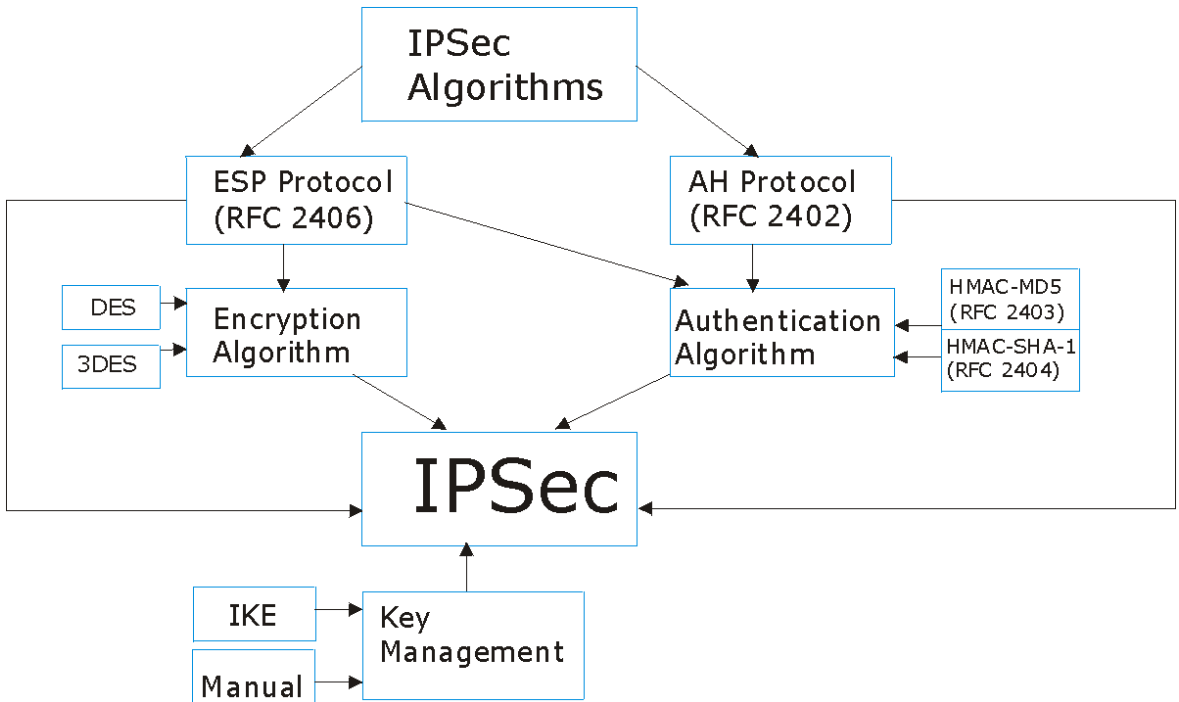 IPSec
Algorithms
ESP Protocol
(RFC 2406)
AH Protocol
(RFC 2402)
DES
3DES
Encryption
Algorithm
Authentication
Algorithm
HMAC-MD5
(RFC 2403)
HMAC-SHA-1
(RFC 2404)
IPSec
IKE
Manual
Key
Management